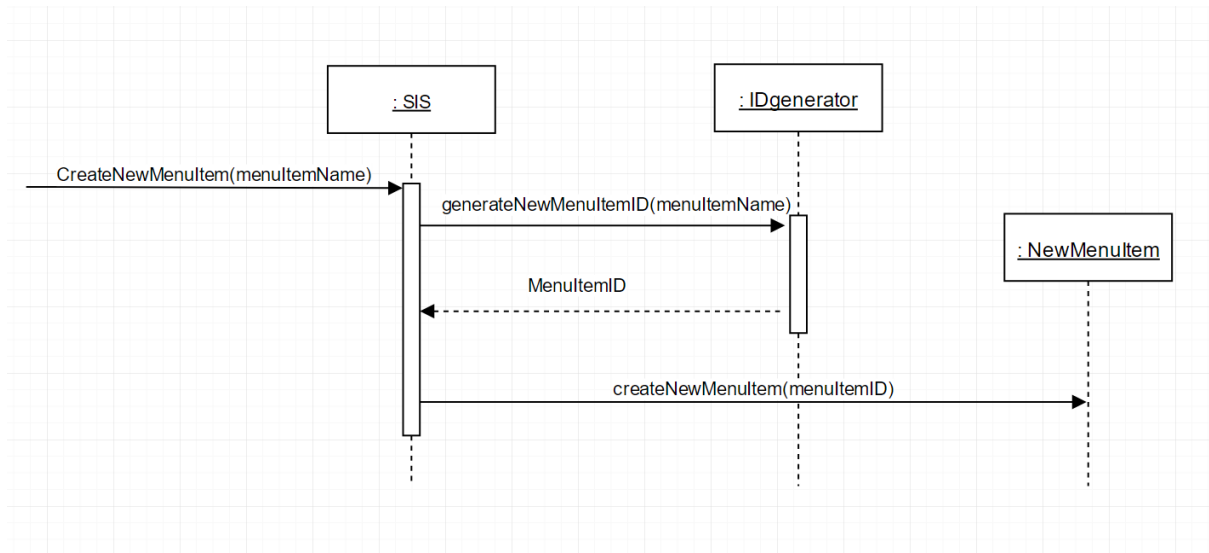 : SIS
: IDgenerator
CreateNewMenuItem(menuItemName)
generateNewMenuItemID(menuItemName)
: NewMenuItem
MenuItemID
createNewMenuItem(menuItemID)